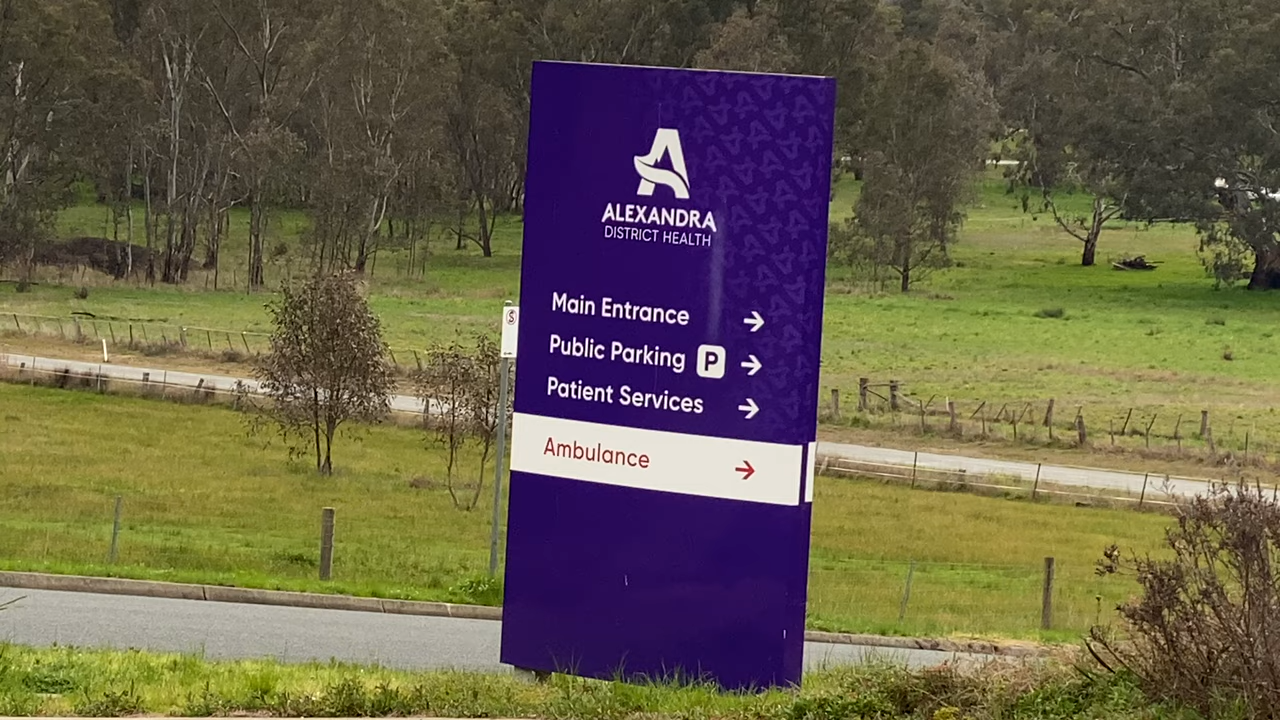 ALEXANDRA
DISTRICT HEALTH
Main Entrance →
Public Parking P →
Patient Services →
Ambulance →